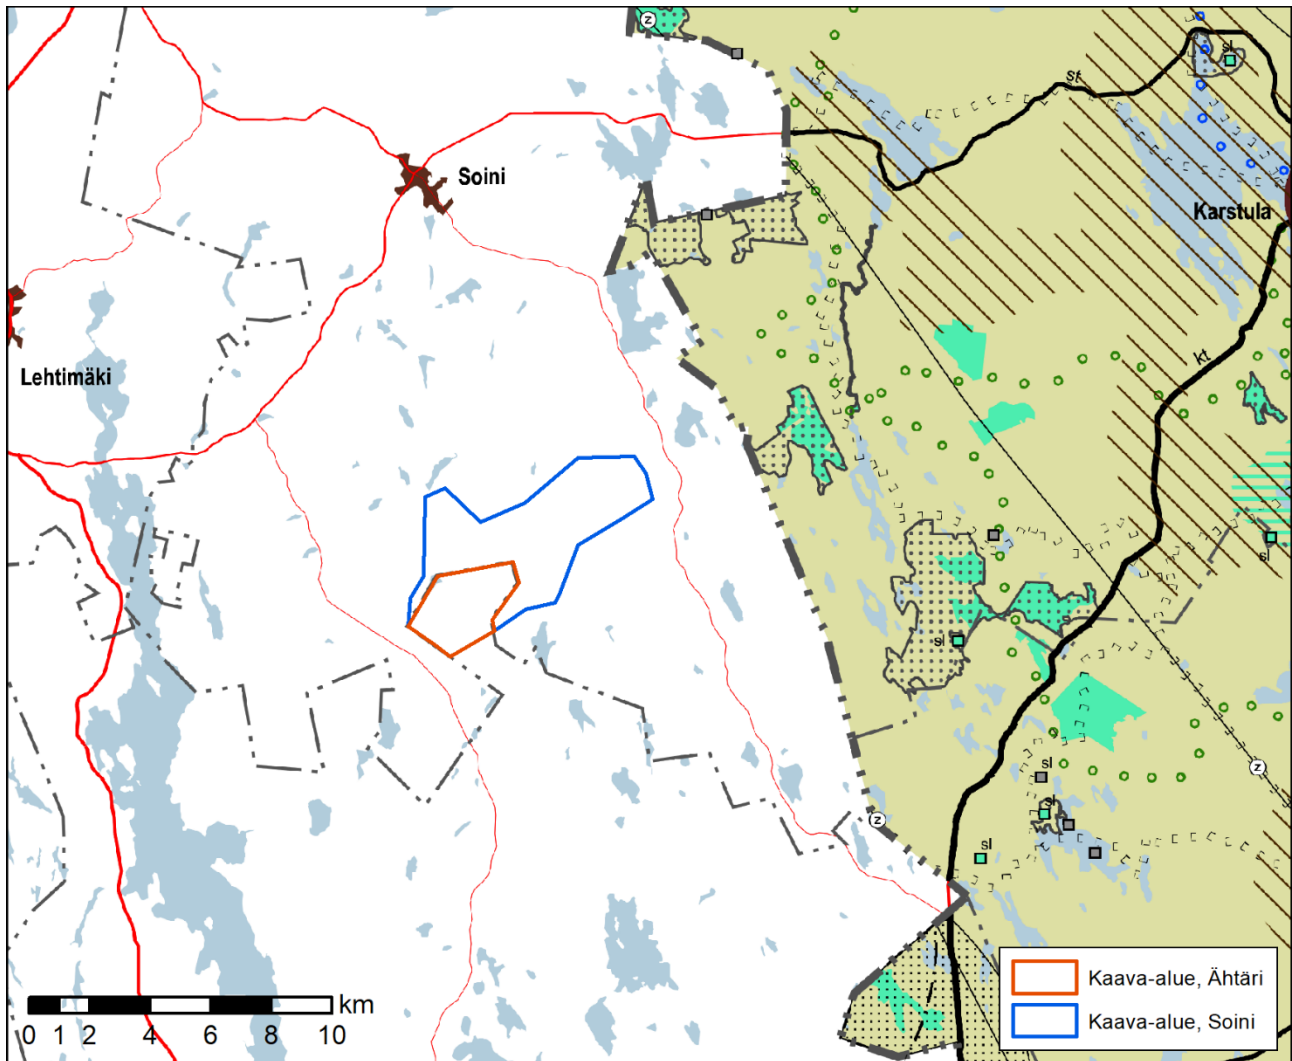 z
sl
st
Soini
Karstula
kt
Lehtimäki
sl
sl
z
sl
sl
z
sl
km
0 1 2 4 6 8 10
Kaava-alue, Ähtäri
Kaava-alue, Soini